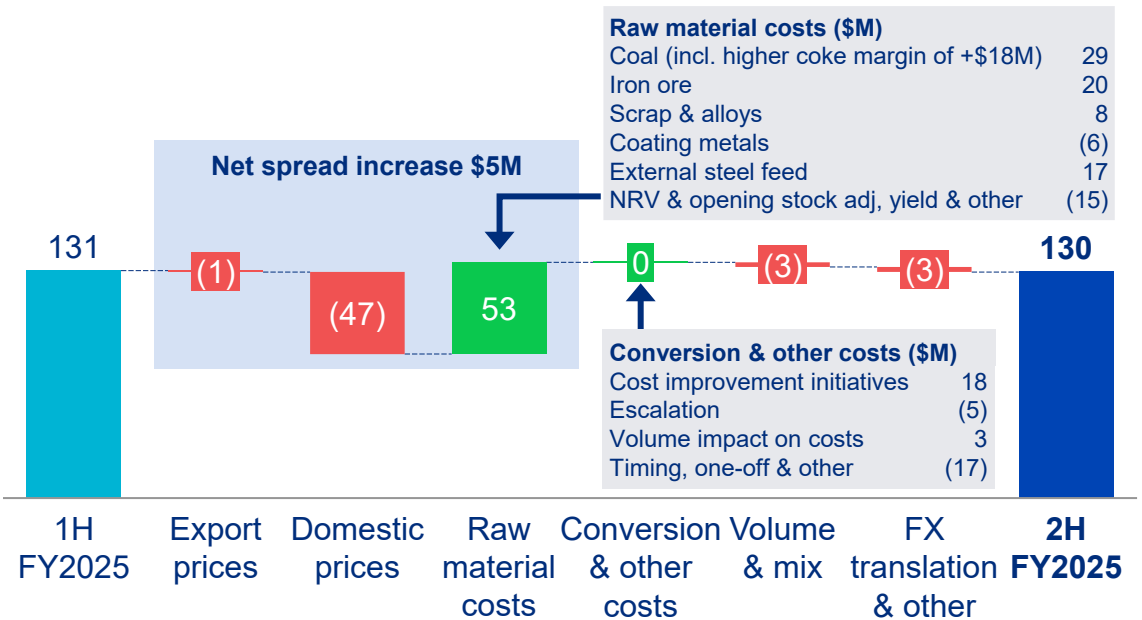 Raw material costs ($M)
Coal (incl. higher coke margin of +$18M) 29
Iron ore 20
Scrap & alloys 8
Coating metals (6)
External steel feed 17
NRV & opening stock adj, yield & other (15)
Net spread increase $5M
131
(1)
(47)
53
0
(3)
(3)
130
Conversion & other costs ($M)
Cost improvement initiatives 18
Escalation (5)
Volume impact on costs 3
Timing, one-off & other (17)
1H
FY2025
Export
prices
Domestic
prices
Raw
material
costs
Conversion
& other
costs
Volume
& mix
FX
translation
& other
2H
FY2025